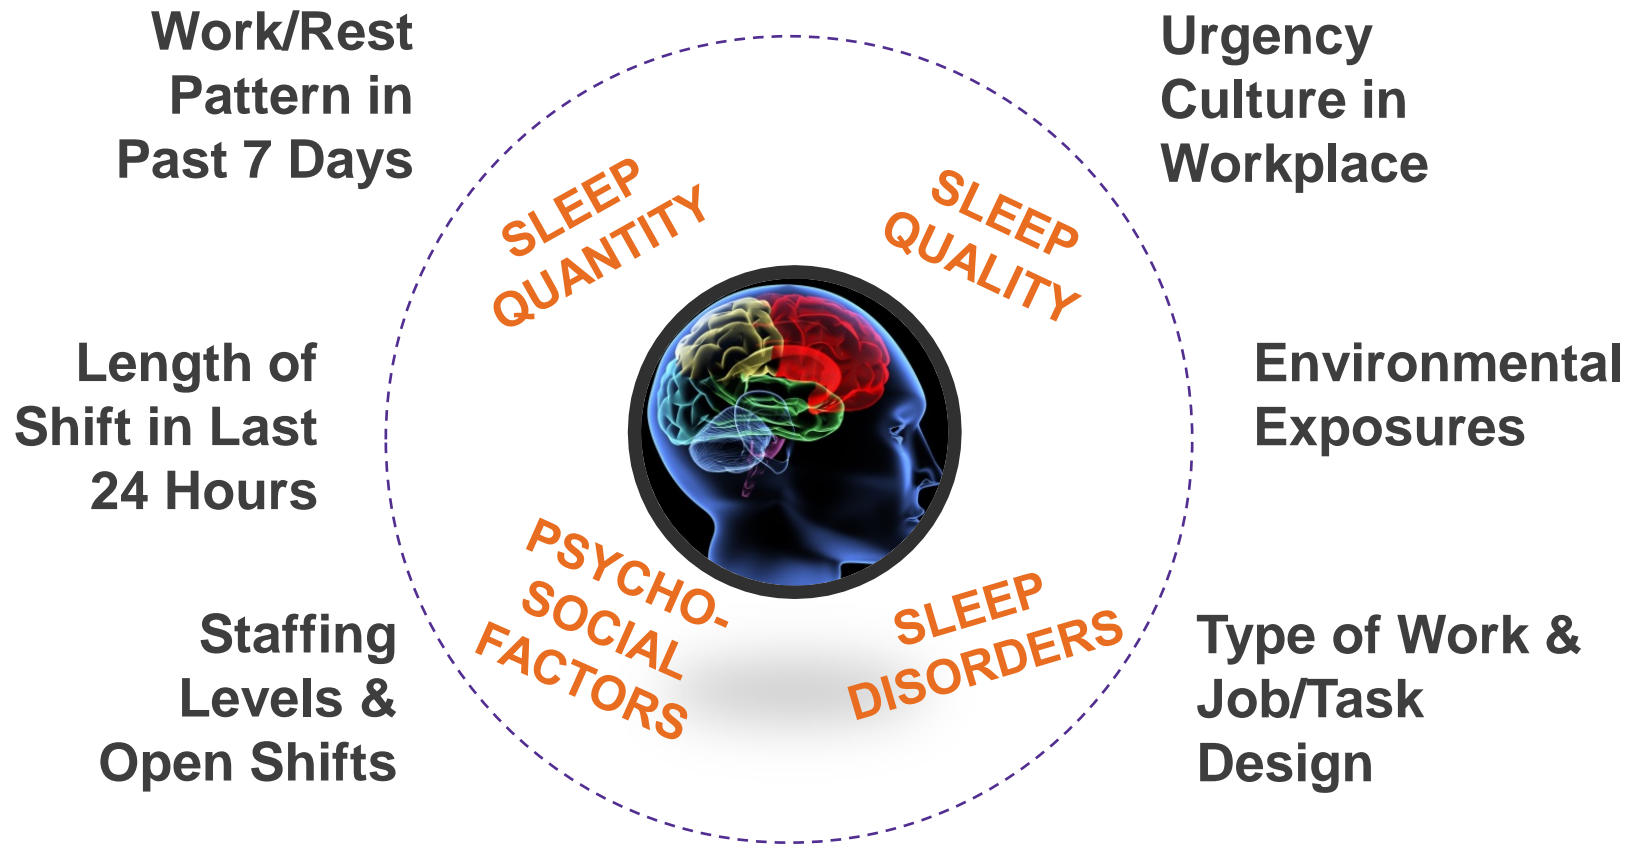 Work/Rest
Pattern in
Past 7 Days
Urgency
Culture in
Workplace
SLEEP
QUANTITY
SLEEP
QUALITY
Length of
Shift in Last
24 Hours
Environmental
Exposures
PSYCHO-
SOCIAL
FACTORS
SLEEP
DISORDERS
Staffing
Levels &
Open Shifts
Type of Work &
Job/Task
Design